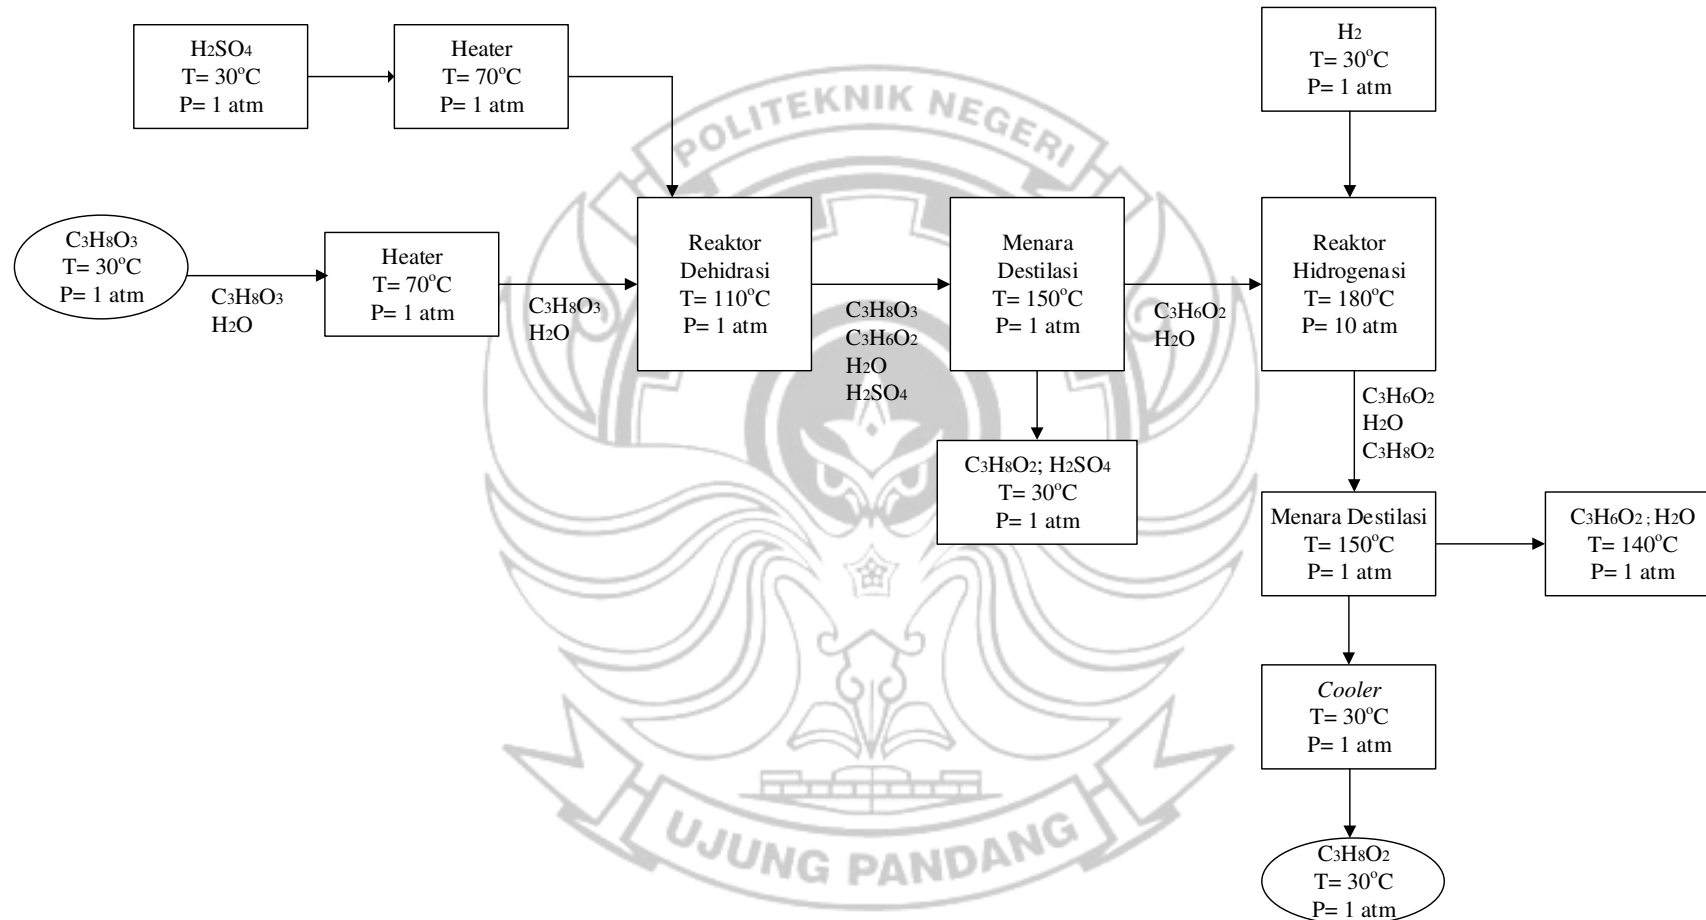 H2SO4
T= 30°C
P= 1 atm
Heater
T= 70°C
P= 1 atm
H2
T= 30°C
P= 1 atm
POLITEKNIK NEGERI
C3H8O3
T= 30°C
P= 1 atm
C3H8O3
H2O
Heater
T= 70°C
P= 1 atm
C3H8O3
H2O
Reaktor
Dehidrasi
T= 110°C
P= 1 atm
C3H8O3
C3H6O2
H2O
H2SO4
Menara
Destilasi
T= 150°C
P= 1 atm
C3H6O2
H2O
Reaktor
Hidrogenasi
T= 180°C
P= 10 atm
C3H6O2
H2O
C3H8O2
C3H8O2; H2SO4
T= 30°C
P= 1 atm
Menara Destilasi
T= 150°C
P= 1 atm
C3H6O2 ; H2O
T= 140°C
P= 1 atm
Cooler
T= 30°C
P= 1 atm
C3H8O2
T= 30°C
P= 1 atm
UJUNG PANDANG